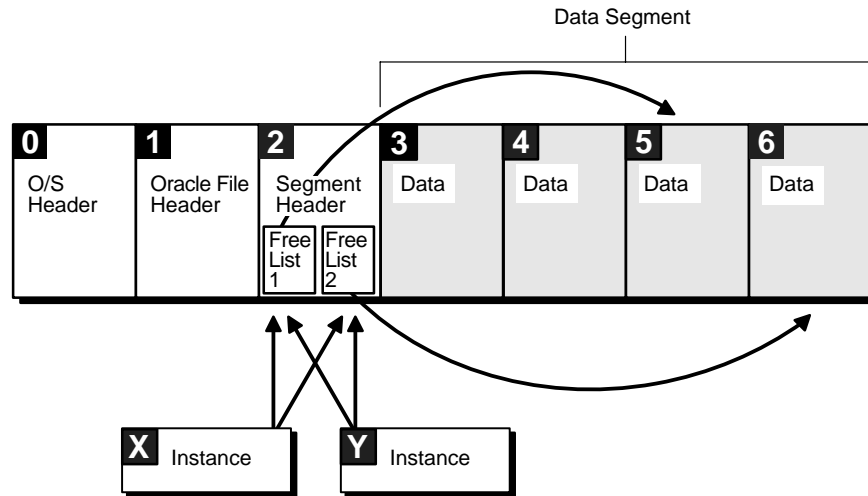 Data Segment
0
O/S
Header
1
Oracle File
Header
2
Segment
Header
Free
List
1
Free
List
2
3
Data
4
Data
5
Data
6
Data
X
Instance
Y
Instance